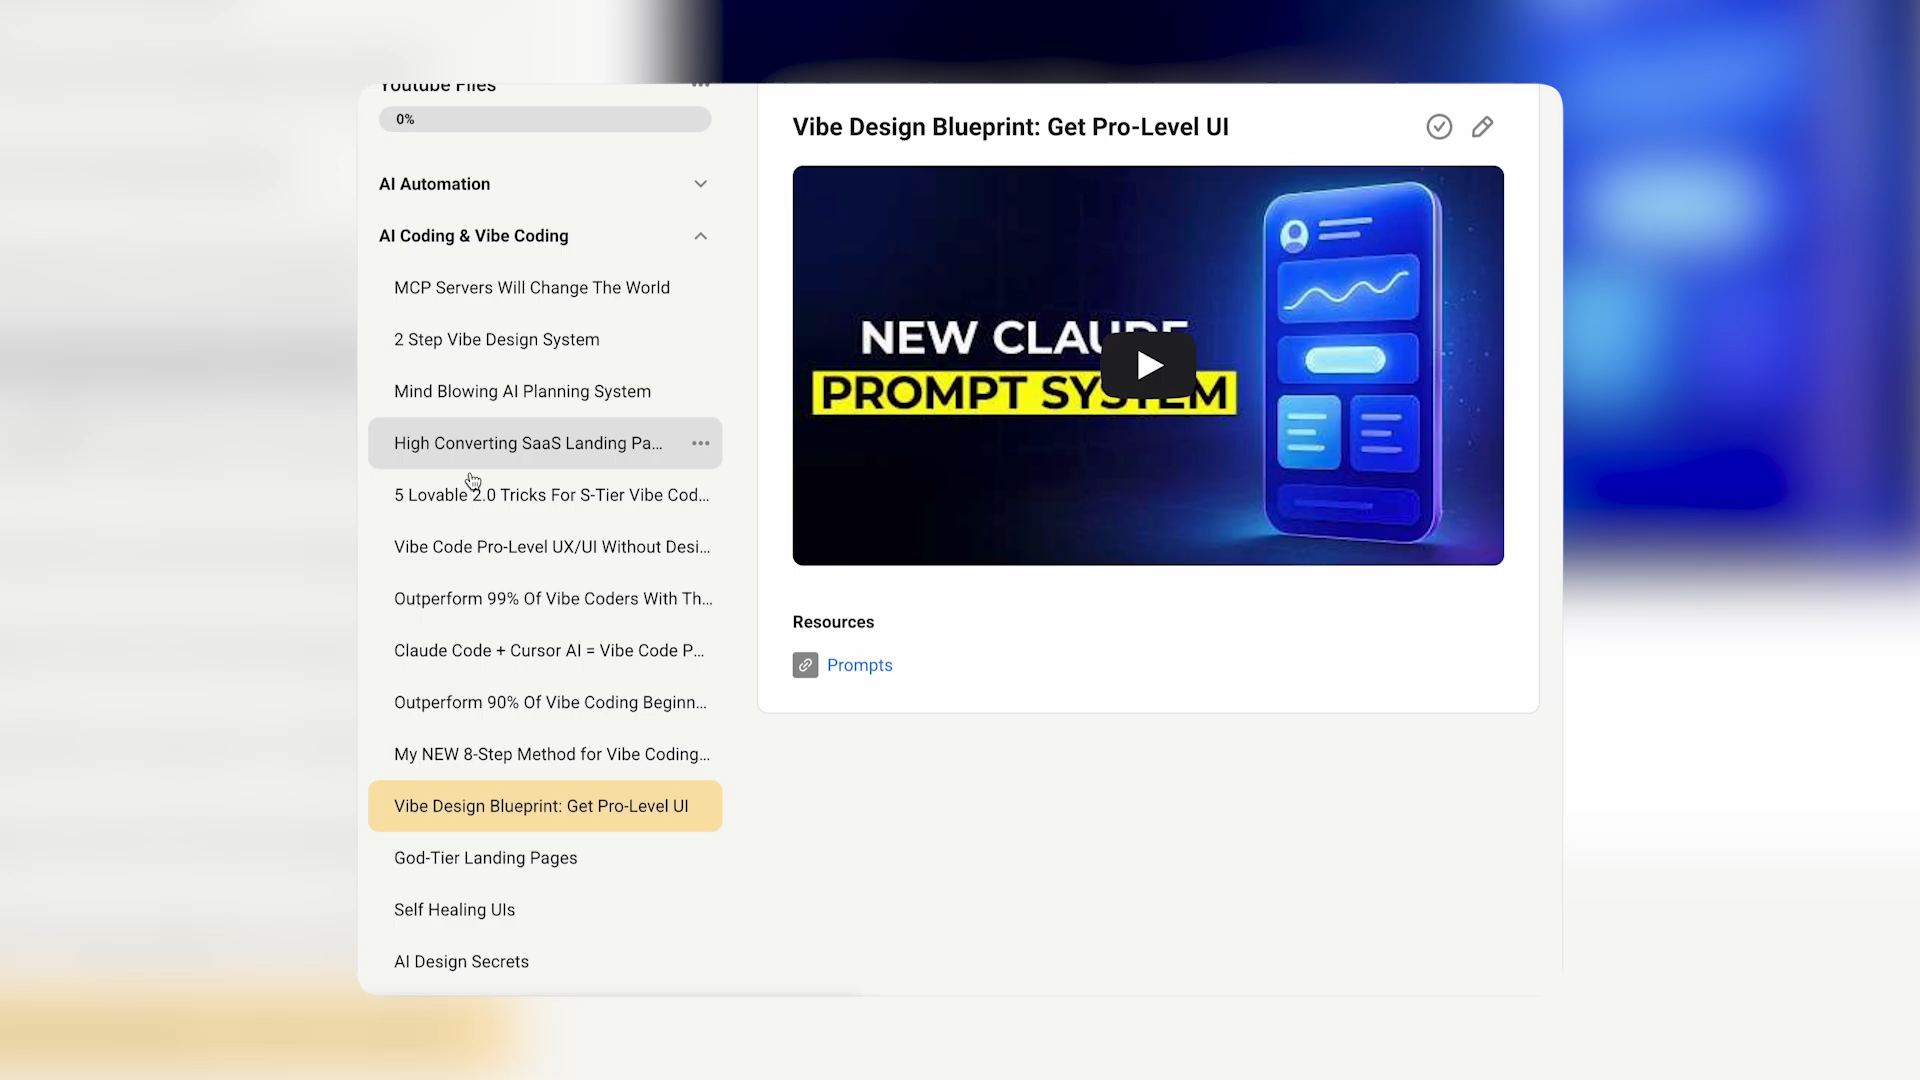 Youtube Files
0%
AI Automation
AI Coding & Vibe Coding
MCP Servers Will Change The World
2 Step Vibe Design System
Mind Blowing AI Planning System
High Converting SaaS Landing Pa...
5 Lovable 2.0 Tricks For S-Tier Vibe Cod...
Vibe Code Pro-Level UX/UI Without Desi...
Outperform 99% Of Vibe Coders With Th...
Claude Code + Cursor AI = Vibe Code P...
Outperform 90% Of Vibe Coding Beginn...
My NEW 8-Step Method for Vibe Coding...
Vibe Design Blueprint: Get Pro-Level UI
God-Tier Landing Pages
Self Healing UIs
AI Design Secrets
Vibe Design Blueprint: Get Pro-Level UI
NEW CLAUDE
PROMPT SYSTEM
Resources
Prompts